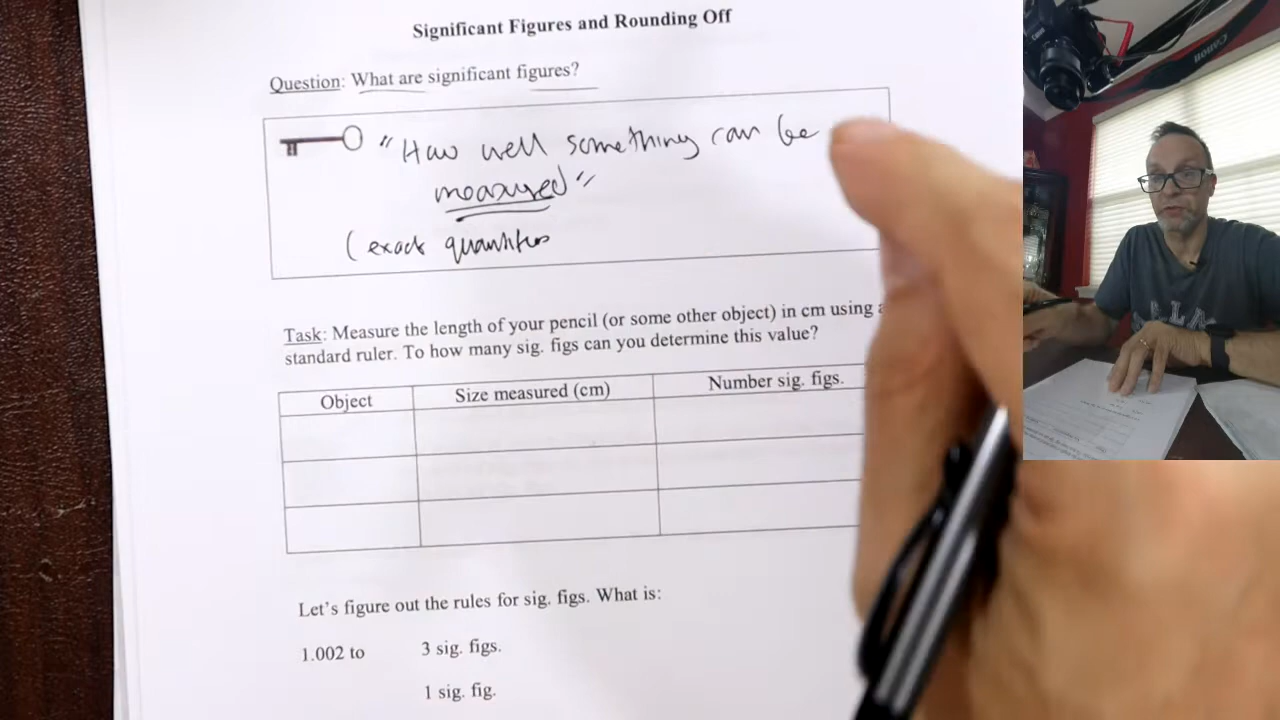 Significant Figures and Rounding Off
Question: What are significant figures?
"How well something can be
measured"
(exact quantities
Task: Measure the length of your pencil (or some other object) in cm using a
standard ruler. To how many sig. figs can you determine this value?
Object Size measured (cm) Number sig. figs.
Let's figure out the rules for sig. figs. What is:
1.002 to 3 sig. figs.
1 sig. fig.
Canon